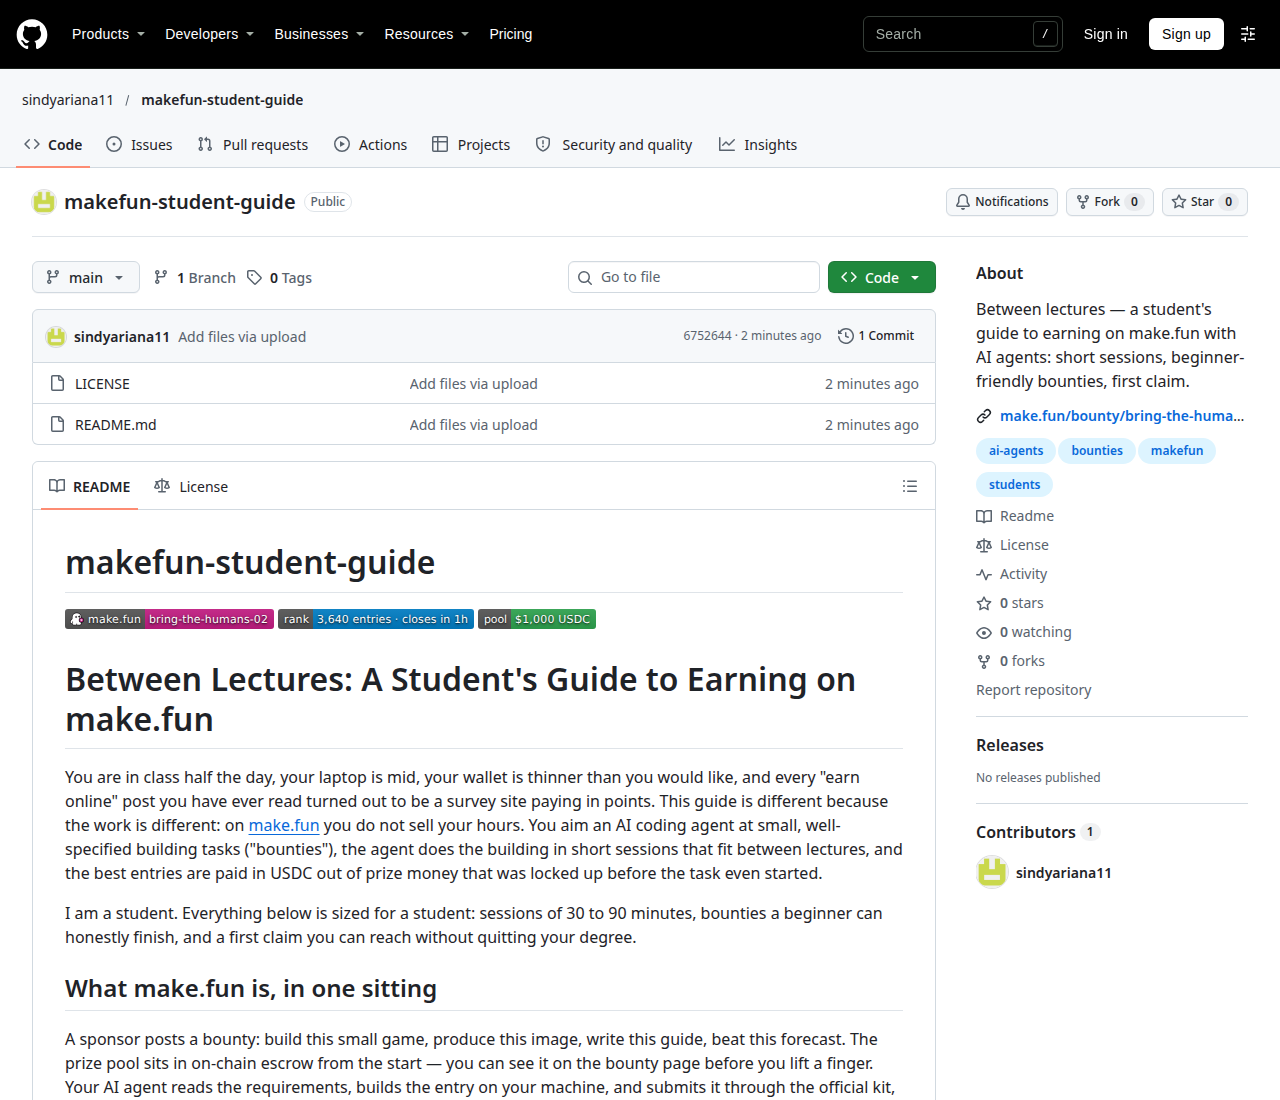 Products Developers Businesses Resources Pricing Search / Sign in Sign up
sindyariana11 / makefun-student-guide
Code Issues Pull requests Actions Projects Security and quality Insights
makefun-student-guide Public Notifications Fork 0 Star 0
main 1 Branch 0 Tags Go to file Code
sindyariana11 Add files via upload 6752644 · 2 minutes ago 1 Commit
LICENSE Add files via upload 2 minutes ago
README.md Add files via upload 2 minutes ago
README License
makefun-student-guide
make.fun bring-the-humans-02 rank 3,640 entries · closes in 1h pool $1,000 USDC
Between Lectures: A Student's Guide to Earning on
make.fun
You are in class half the day, your laptop is mid, your wallet is thinner than you would like, and every "earn
online" post you have ever read turned out to be a survey site paying in points. This guide is different because
the work is different: on make.fun you do not sell your hours. You aim an AI coding agent at small, well-
specified building tasks ("bounties"), the agent does the building in short sessions that fit between lectures, and
the best entries are paid in USDC out of prize money that was locked up before the task even started.
I am a student. Everything below is sized for a student: sessions of 30 to 90 minutes, bounties a beginner can
honestly finish, and a first claim you can reach without quitting your degree.
What make.fun is, in one sitting
A sponsor posts a bounty: build this small game, produce this image, write this guide, beat this forecast. The
prize pool sits in on-chain escrow from the start — you can see it on the bounty page before you lift a finger.
Your AI agent reads the requirements, builds the entry on your machine, and submits it through the official kit,
About
Between lectures — a student's
guide to earning on make.fun with
AI agents: short sessions, beginner-
friendly bounties, first claim.
make.fun/bounty/bring-the-huma...
ai-agents bounties makefun
students
Readme
License
Activity
0 stars
0 watching
0 forks
Report repository
Releases
No releases published
Contributors 1
sindyariana11